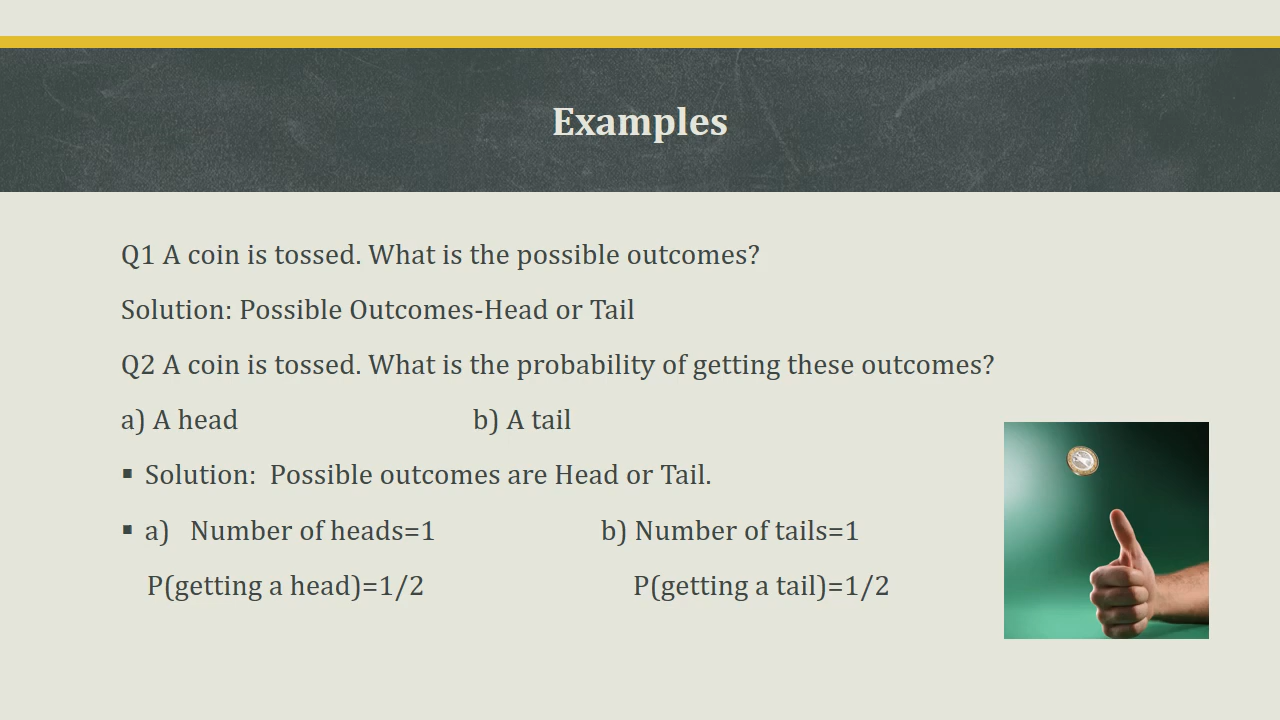 Examples
Q1 A coin is tossed. What is the possible outcomes?
Solution: Possible Outcomes-Head or Tail
Q2 A coin is tossed. What is the probability of getting these outcomes?
a) A head b) A tail
▪ Solution:  Possible outcomes are Head or Tail.
▪ a) Number of heads=1 b) Number of tails=1
P(getting a head)=1/2 P(getting a tail)=1/2